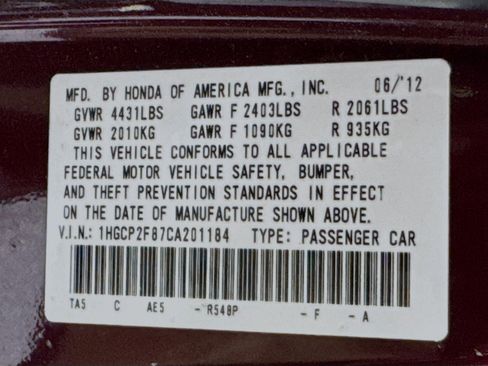 MFD. BY HONDA OF AMERICA MFG., INC. 06/'12
GVWR 4431LBS GAWR F 2403LBS R 2061LBS
GVWR 2010KG GAWR F 1090KG R 935KG
THIS VEHICLE CONFORMS TO ALL APPLICABLE
FEDERAL MOTOR VEHICLE SAFETY, BUMPER,
AND THEFT PREVENTION STANDARDS IN EFFECT
ON THE DATE OF MANUFACTURE SHOWN ABOVE.
V.I.N.: 1HGCP2F87CA201184 TYPE: PASSENGER CAR
TA5 C AE5 - R548P - F - A